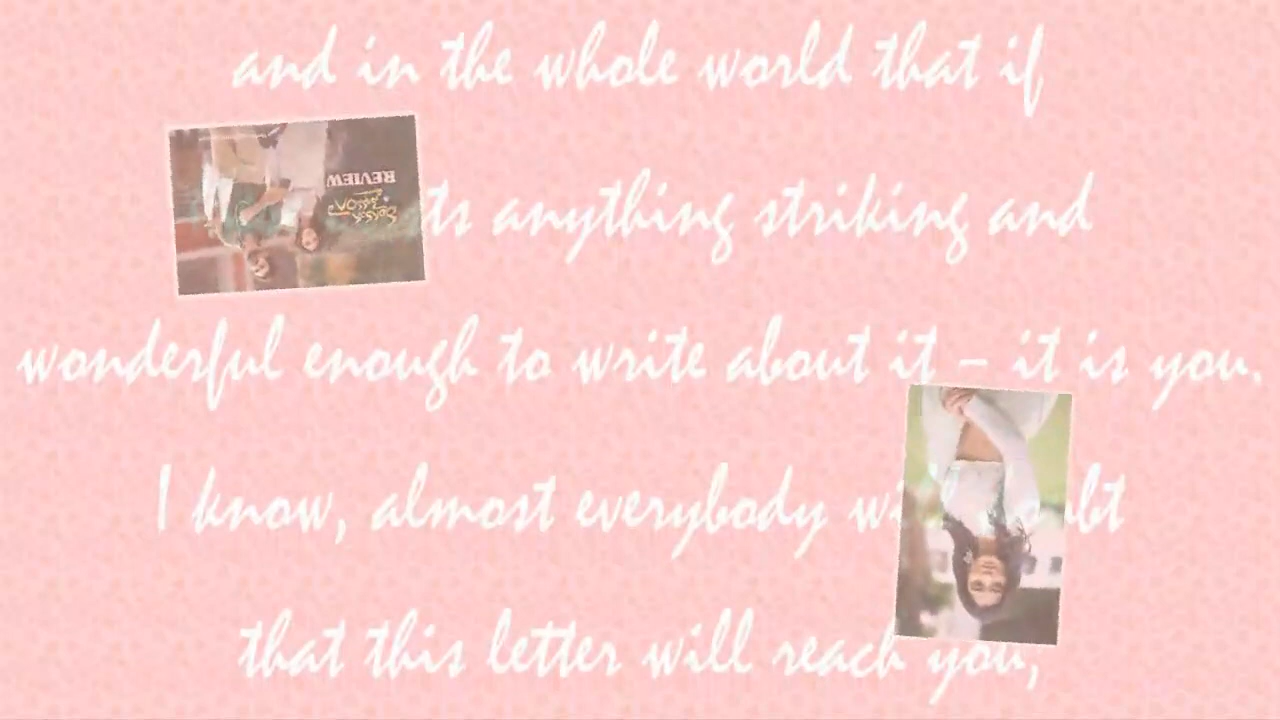 and in the whole world that if
REVIEW
ts anything striking and
wonderful enough to write about it – it is you.
I know, almost everybody
that this letter will reach you,